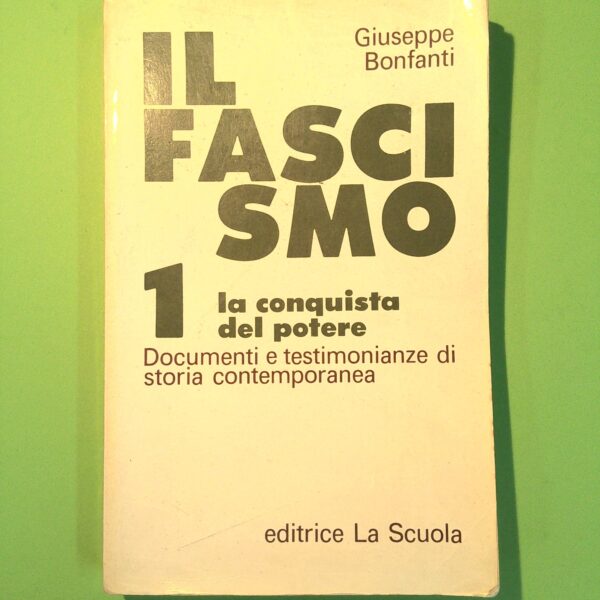 Giuseppe
Bonfanti
IL
FASCI
SMO
1 la conquista
del potere
Documenti e testimonianze di
storia contemporanea
editrice La Scuola